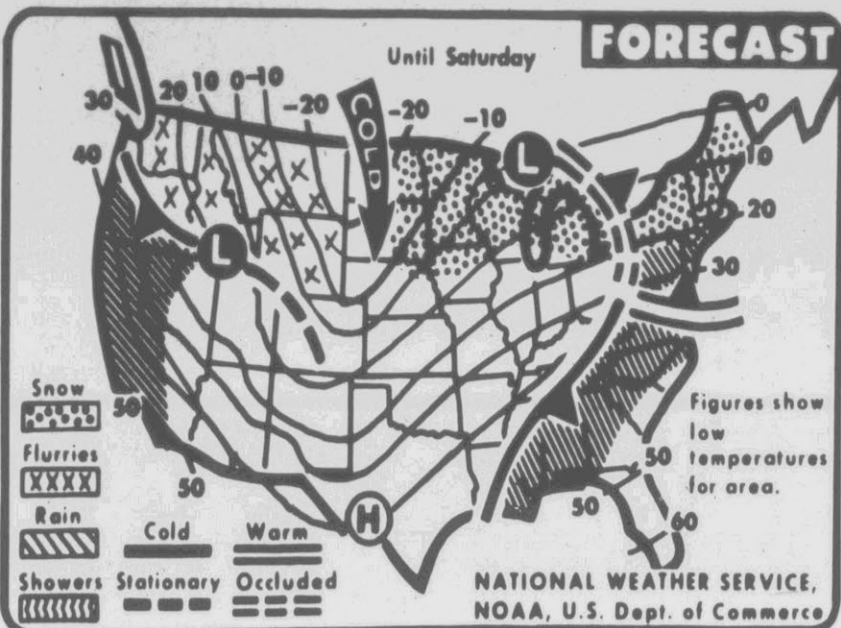 FORECAST
Until Saturday
30 20 10 0 -10 -20
COLD
-20 -10 L 0
40 10
20
L
30
50
50
H
50
50
60
Snow
Flurries
XXXX
Rain
Showers
Cold Warm
Stationary Occluded
Figures show
low
temperatures
for area.
NATIONAL WEATHER SERVICE,
NOAA, U.S. Dept. of Commerce